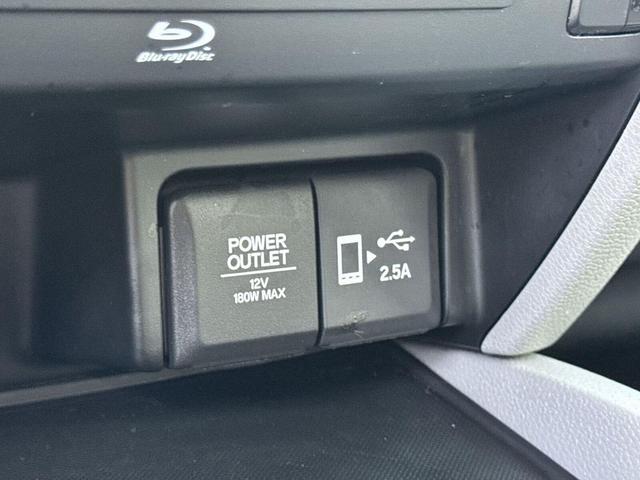 Blu-ray Disc
POWER
OUTLET
12V
180W MAX
2.5A